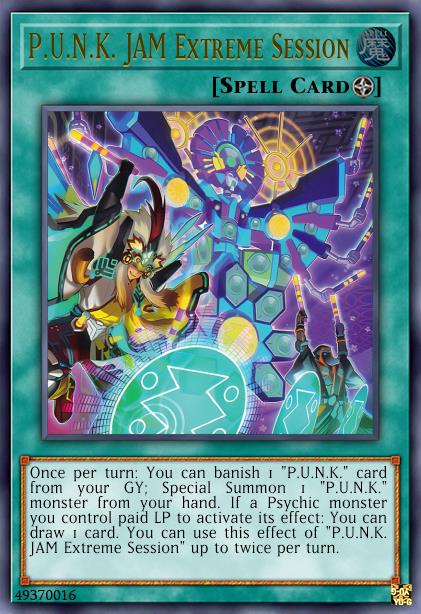 P.U.N.K. JAM Extreme Session
魔
[Spell Card]
Once per turn: You can banish 1 "P.U.N.K." card
from your GY; Special Summon 1 "P.U.N.K."
monster from your hand. If a Psychic monster
you control paid LP to activate its effect: You can
draw 1 card. You can use this effect of "P.U.N.K.
JAM Extreme Session" up to twice per turn.
49370016